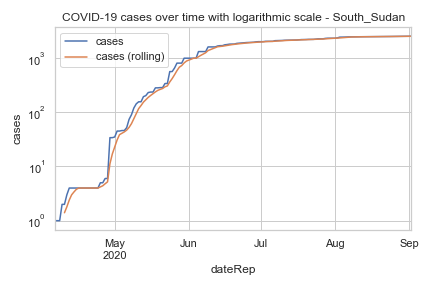 COVID-19 cases over time with logarithmic scale - South_Sudan
cases
cases (rolling)
10³
10²
10¹
10⁰
cases
May
2020
Jun
Jul
Aug
Sep
dateRep